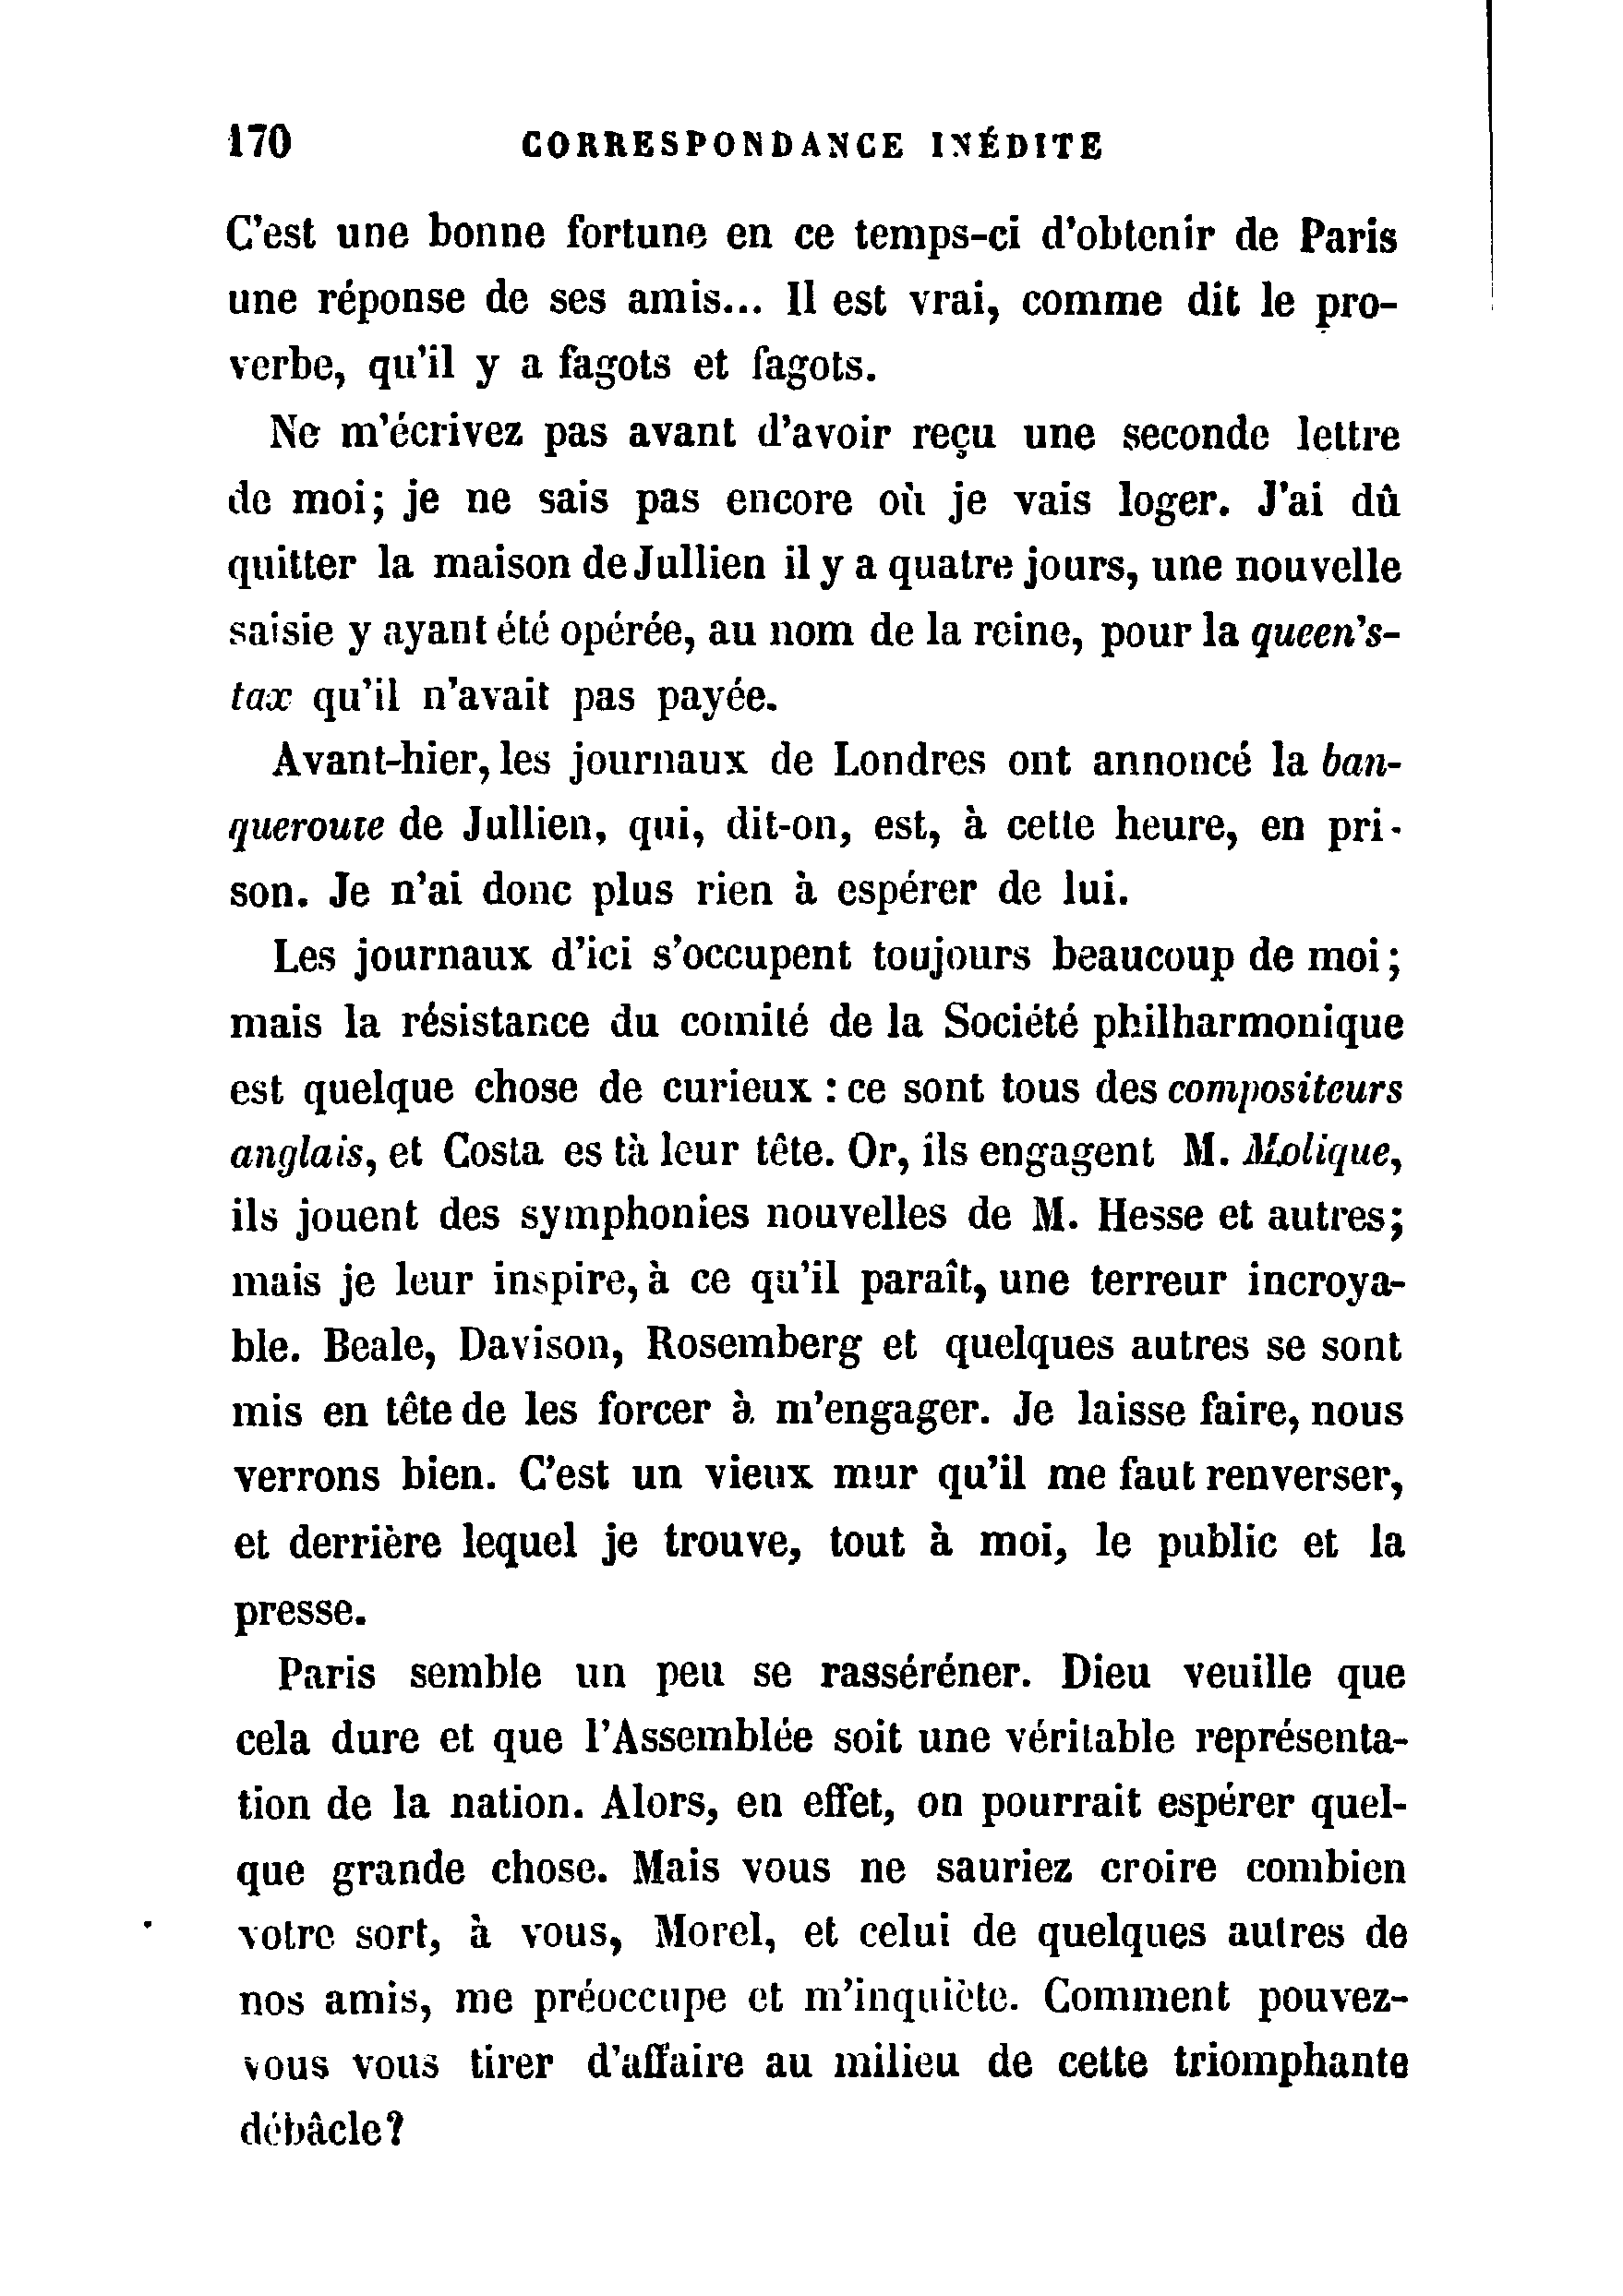 170 CORRESPONDANCE INÉDITE
C'est une bonne fortune en ce temps-ci d'obtenir de Paris
une réponse de ses amis... Il est vrai, comme dit le pro-
verbe, qu'il y a fagots et fagots.
Ne m'écrivez pas avant d'avoir reçu une seconde lettre
de moi; je ne sais pas encore où je vais loger. J'ai dû
quitter la maison de Jullien il y a quatre jours, une nouvelle
saisie y ayant été opérée, au nom de la reine, pour la queen's-
tax qu'il n'avait pas payée.
Avant-hier, les journaux de Londres ont annoncé la ban-
queroute de Jullien, qui, dit-on, est, à cette heure, en pri-
son. Je n'ai donc plus rien à espérer de lui.
Les journaux d'ici s'occupent toujours beaucoup de moi;
mais la résistance du comité de la Société philharmonique
est quelque chose de curieux : ce sont tous des compositeurs
anglais, et Costa es tà leur tête. Or, ils engagent M. Molique,
ils jouent des symphonies nouvelles de M. Hesse et autres;
mais je leur inspire, à ce qu'il paraît, une terreur incroya-
ble. Beale, Davison, Rosemberg et quelques autres se sont
mis en tête de les forcer à m'engager. Je laisse faire, nous
verrons bien. C'est un vieux mur qu'il me faut renverser,
et derrière lequel je trouve, tout à moi, le public et la
presse.
Paris semble un peu se rasséréner. Dieu veuille que
cela dure et que l'Assemblée soit une véritable représenta-
tion de la nation. Alors, en effet, on pourrait espérer quel-
que grande chose. Mais vous ne sauriez croire combien
votre sort, à vous, Morel, et celui de quelques autres de
nos amis, me préoccupe et m'inquiète. Comment pouvez-
vous vous tirer d'affaire au milieu de cette triomphante
débâcle?